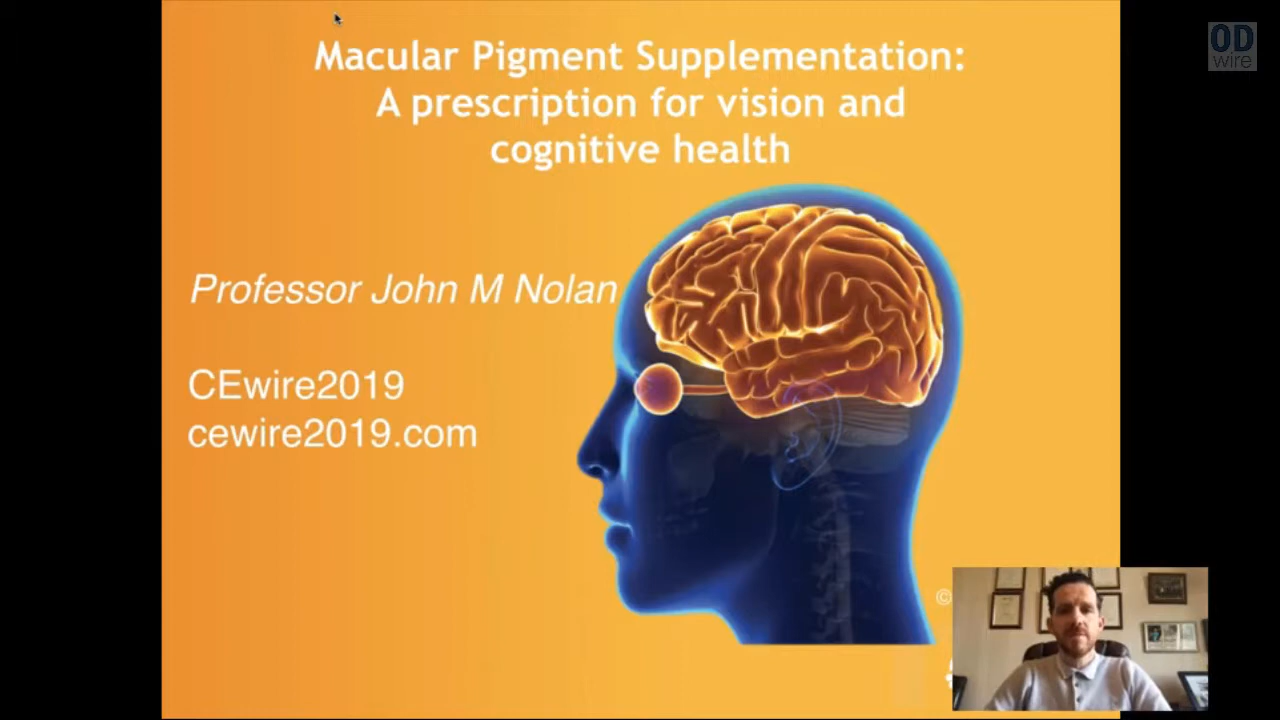 Macular Pigment Supplementation:
A prescription for vision and
cognitive health
Professor John M Nolan
CEwire2019
cewire2019.com
©
OD
wire